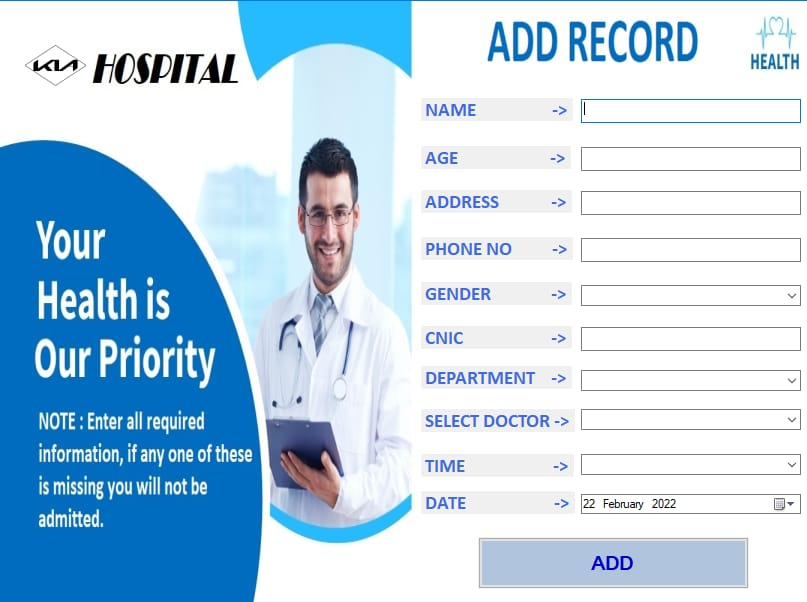 KIA HOSPITAL
Your
Health is
Our Priority
NOTE : Enter all required
information, if any one of these
is missing you will not be
admitted.
ADD RECORD
HEALTH
NAME ->
AGE ->
ADDRESS ->
PHONE NO ->
GENDER ->
CNIC ->
DEPARTMENT ->
SELECT DOCTOR ->
TIME ->
DATE -> 22 February 2022
ADD